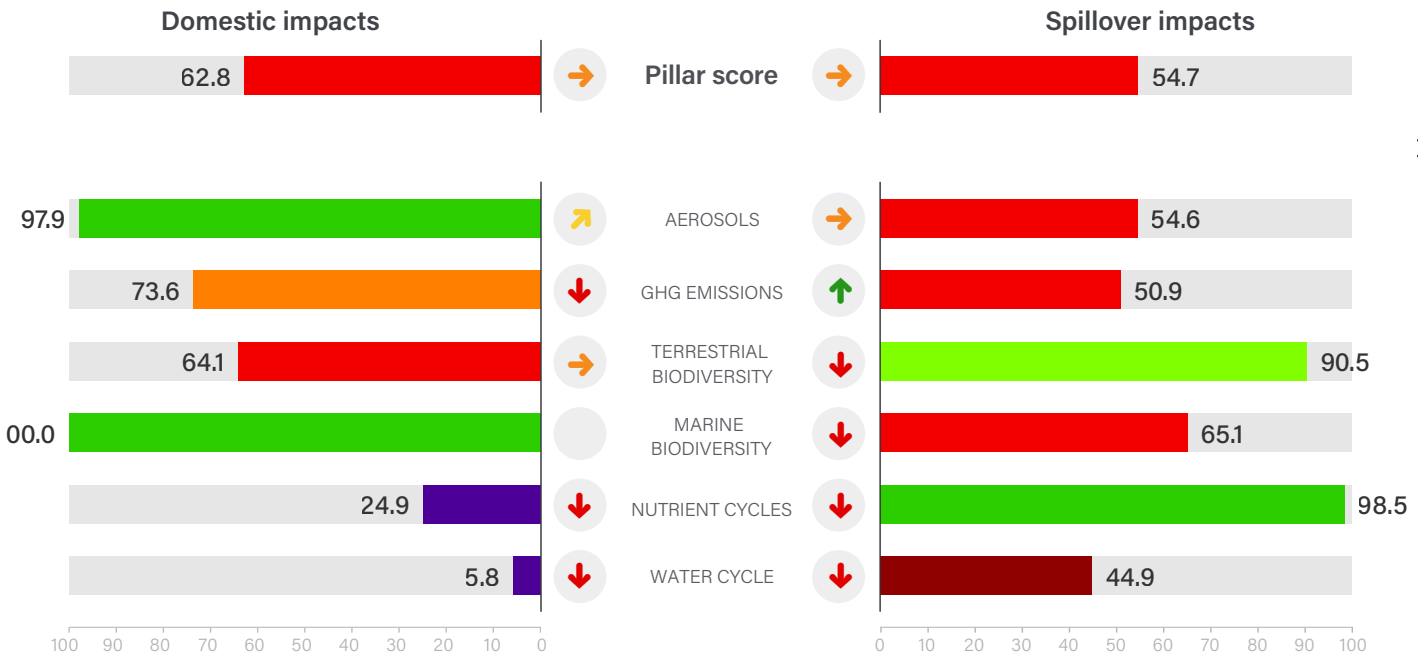 Domestic impacts
Spillover impacts
62.8
Pillar score
54.7
97.9
AEROSOLS
54.6
73.6
GHG EMISSIONS
50.9
64.1
TERRESTRIAL
BIODIVERSITY
90.5
00.0
MARINE
BIODIVERSITY
65.1
24.9
NUTRIENT CYCLES
98.5
5.8
WATER CYCLE
44.9
100 90 80 70 60 50 40 30 20 10 0
0 10 20 30 40 50 60 70 80 90 100